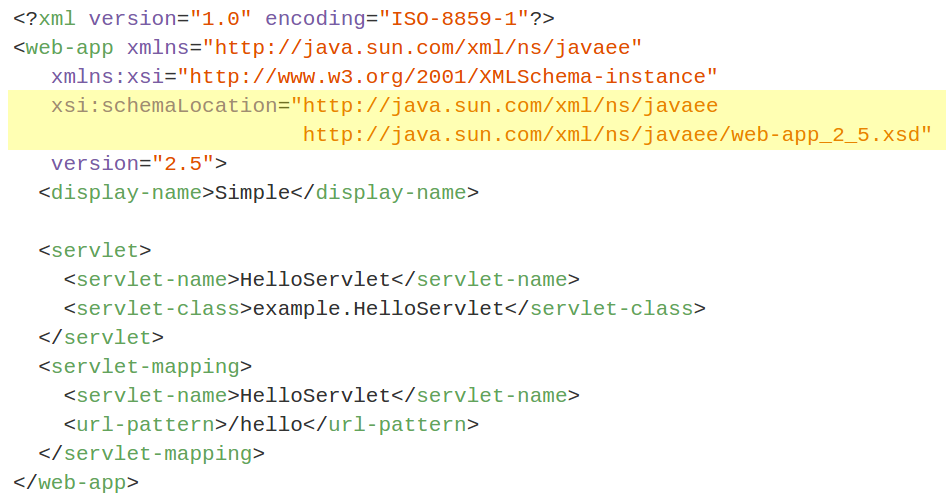 <?xml version="1.0" encoding="ISO-8859-1"?>
<web-app xmlns="http://java.sun.com/xml/ns/javaee"
   xmlns:xsi="http://www.w3.org/2001/XMLSchema-instance"
   xsi:schemaLocation="http://java.sun.com/xml/ns/javaee
                       http://java.sun.com/xml/ns/javaee/web-app_2_5.xsd"
   version="2.5">
  <display-name>Simple</display-name>

  <servlet>
    <servlet-name>HelloServlet</servlet-name>
    <servlet-class>example.HelloServlet</servlet-class>
  </servlet>
  <servlet-mapping>
    <servlet-name>HelloServlet</servlet-name>
    <url-pattern>/hello</url-pattern>
  </servlet-mapping>
</web-app>